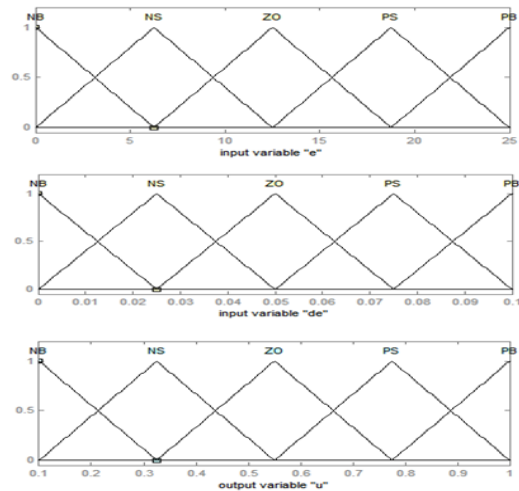 NB NS ZO PS PB
1
0.5
0
0 5 10 15 20 25
input variable "e"
NB NS ZO PS PB
1
0.5
0
0 0.01 0.02 0.03 0.04 0.05 0.06 0.07 0.08 0.09 0.1
input variable "de"
NB NS ZO PS PB
1
0.5
0
0.1 0.2 0.3 0.4 0.5 0.6 0.7 0.8 0.9 1
output variable "u"